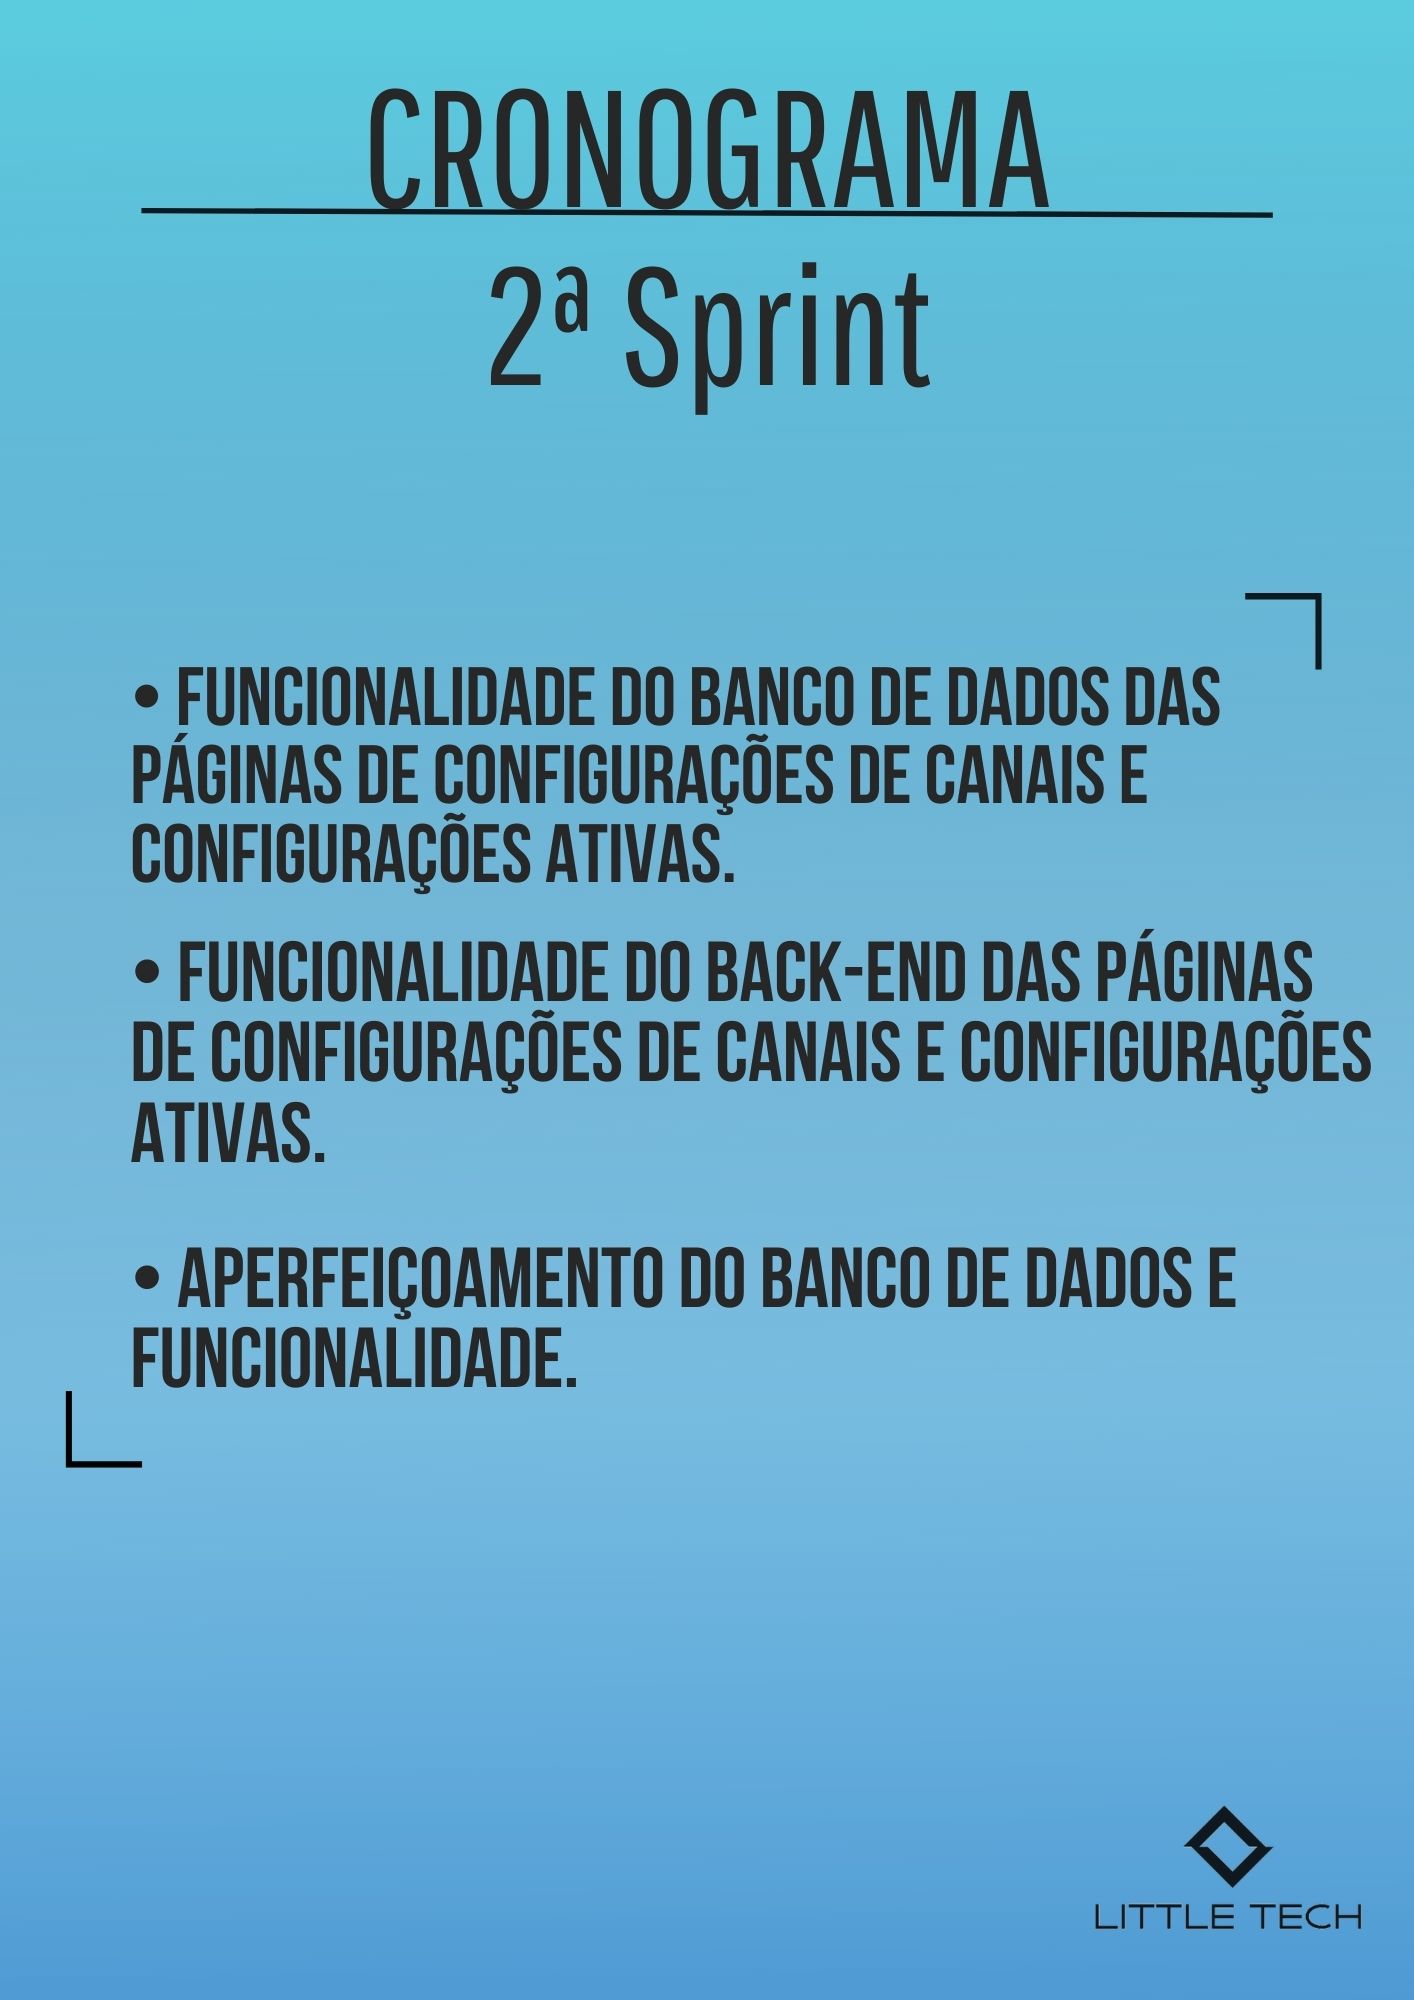 CRONOGRAMA
2ª Sprint
• FUNCIONALIDADE DO BANCO DE DADOS DAS
PÁGINAS DE CONFIGURAÇÕES DE CANAIS E
CONFIGURAÇÕES ATIVAS.
• FUNCIONALIDADE DO BACK-END DAS PÁGINAS
DE CONFIGURAÇÕES DE CANAIS E CONFIGURAÇÕES
ATIVAS.
• APERFEIÇOAMENTO DO BANCO DE DADOS E
FUNCIONALIDADE.
LITTLE TECH